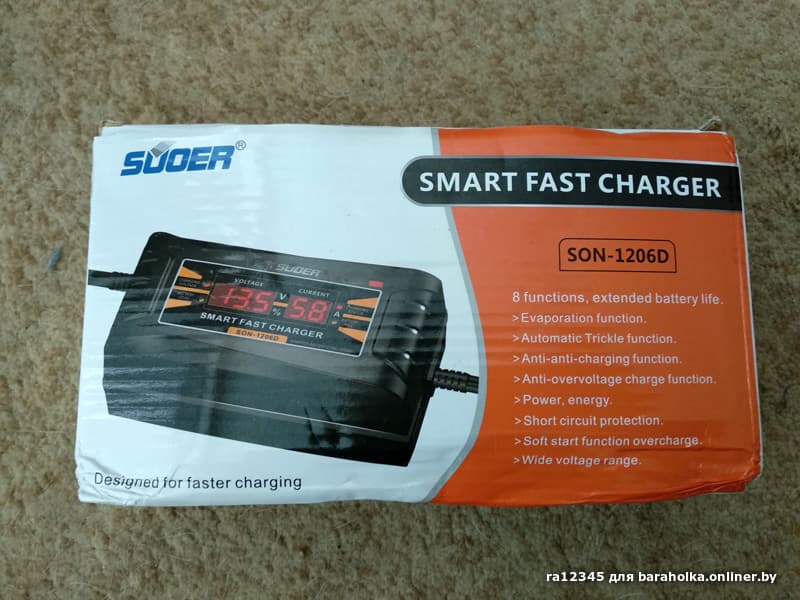 SUOER®
SMART FAST CHARGER
SON-1206D
8 functions, extended battery life.
>Evaporation function.
>Automatic Trickle function.
>Anti-anti-charging function.
>Anti-overvoltage charge function.
>Power, energy.
>Short circuit protection.
>Soft start function overcharge.
>Wide voltage range.
SUOER
VOLTAGE CURRENT
13.5 V % 5.8 A
SMART FAST CHARGER
SON-1206D
Designed for faster charging
ra12345 для baraholka.onliner.by